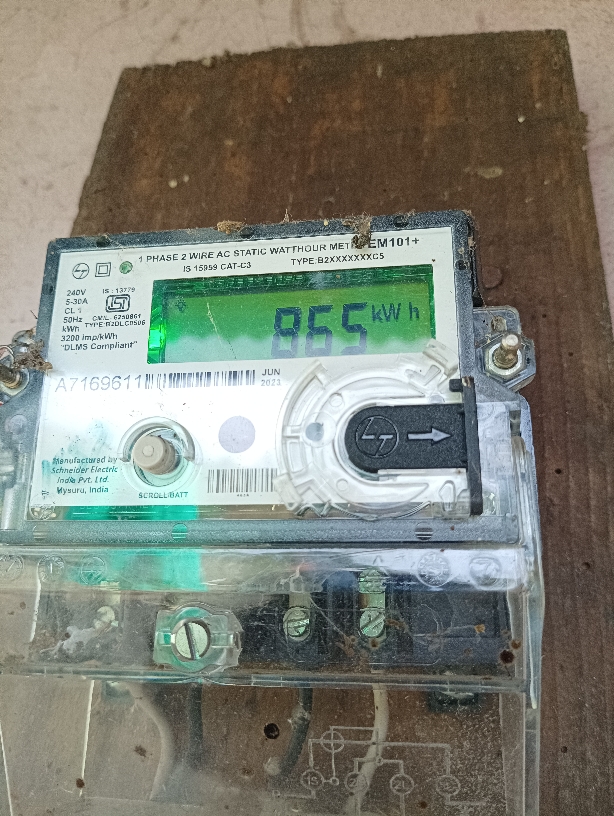 1 PHASE 2 WIRE AC STATIC WATTHOUR METER EM101+
IS 15959 CAT-C3 TYPE:B2XXXXXXXC5
240V
5-30A
CL 1
50Hz
kWh
3200 imp/kWh
"DLMS Compliant"
IS : 13779
CM/L- 6250861
865 kWh
A7169611
JUN
2023
Manufactured by
Schneider Electric
India Pvt. Ltd.
Mysuru, India
SCROLL/BATT